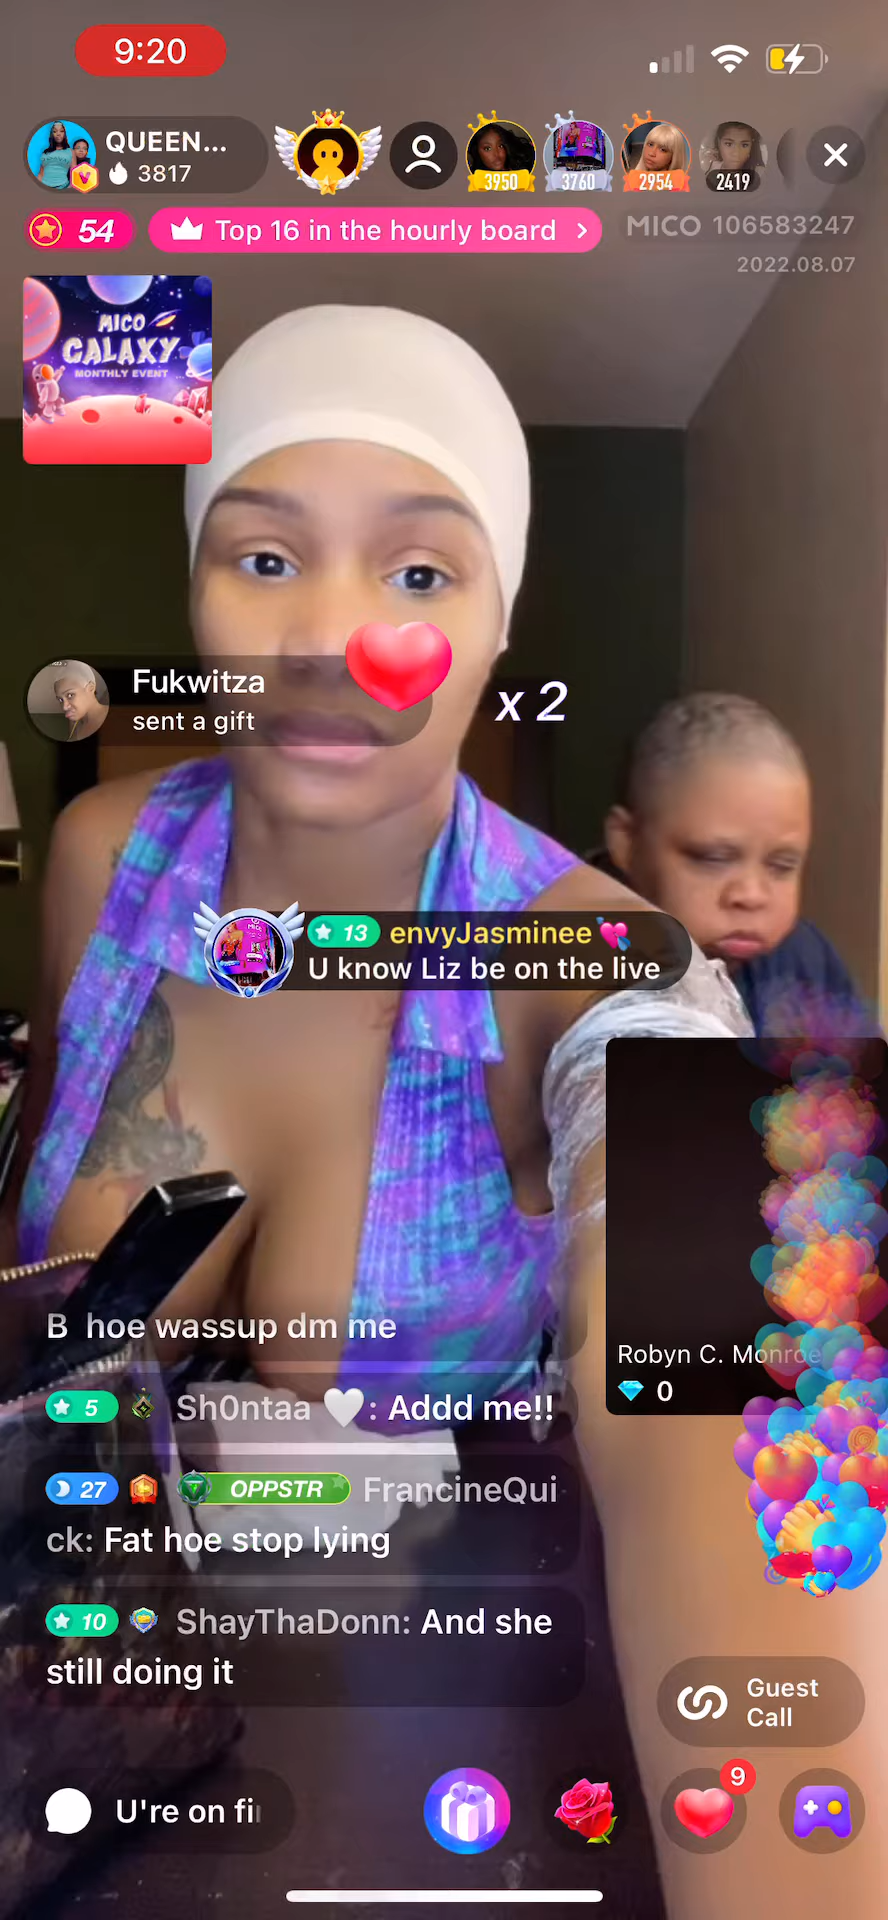 9:20
QUEEN...
3817
3950
3760
2954
2419
54
Top 16 in the hourly board
MICO 106583247
2022.08.07
MICO
GALAXY
MONTHLY EVENT
Fukwitza
sent a gift
x 2
13 envyJasminee
U know Liz be on the live
B hoe wassup dm me
Robyn C. Monroe
0
5 Sh0ntaa 🤍: Addd me!!
27 OPPSTR FrancineQui
ck: Fat hoe stop lying
10 ShayThaDonn: And she
still doing it
Guest
Call
9
U're on fi